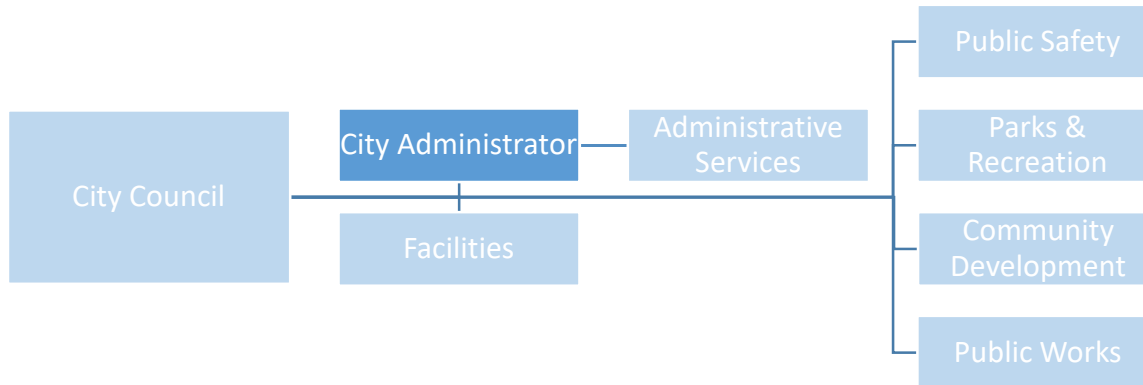 City Council
City Administrator
Facilities
Administrative
Services
Public Safety
Parks &
Recreation
Community
Development
Public Works